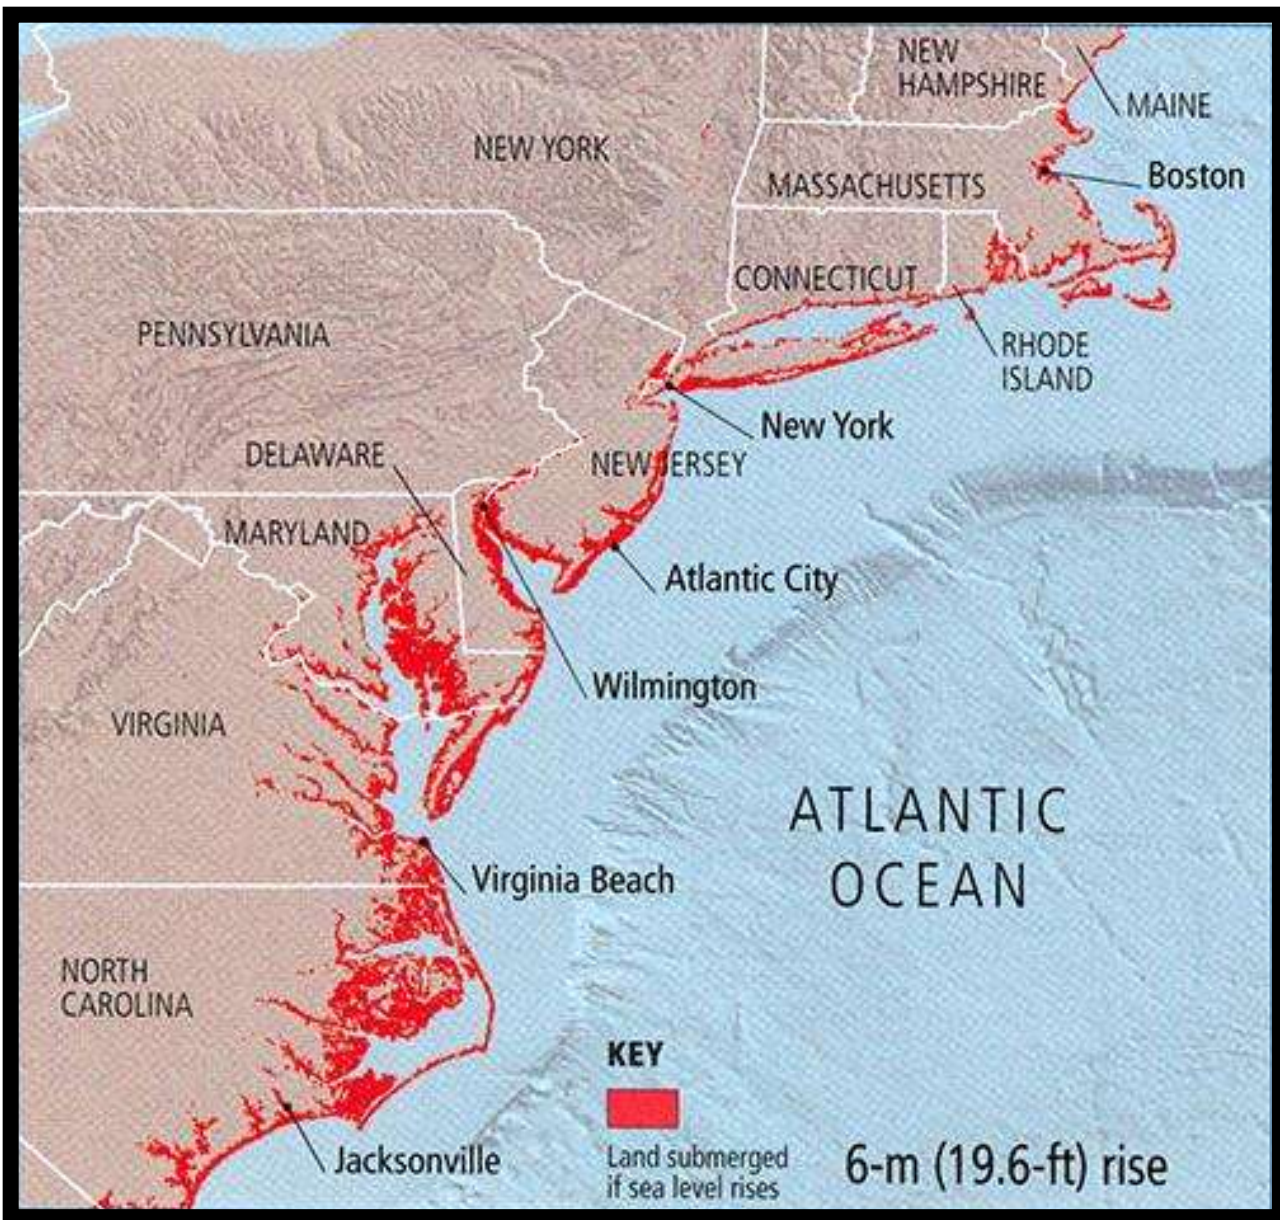 NEW
HAMPSHIRE
MAINE
NEW YORK
Boston
MASSACHUSETTS
CONNECTICUT
PENNSYLVANIA
RHODE
ISLAND
New York
DELAWARE
NEW JERSEY
MARYLAND
Atlantic City
Wilmington
VIRGINIA
ATLANTIC
OCEAN
Virginia Beach
NORTH
CAROLINA
KEY
Land submerged
if sea level rises
6-m (19.6-ft) rise
Jacksonville